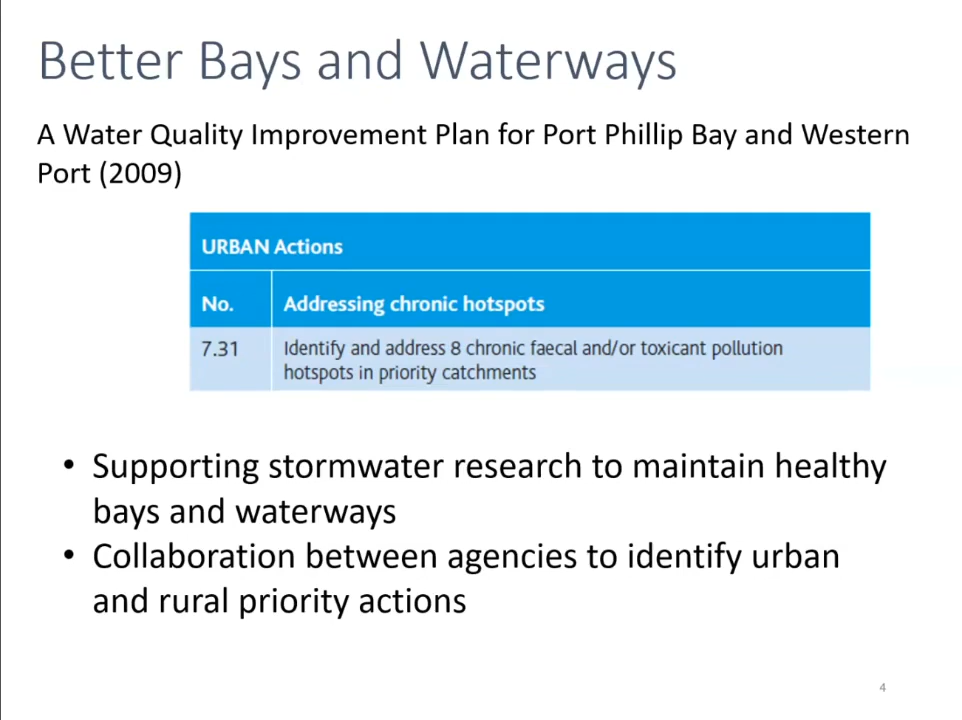 Better Bays and Waterways
A Water Quality Improvement Plan for Port Phillip Bay and Western
Port (2009)
URBAN Actions
No. Addressing chronic hotspots
7.31 Identify and address 8 chronic faecal and/or toxicant pollution
hotspots in priority catchments
• Supporting stormwater research to maintain healthy
bays and waterways
• Collaboration between agencies to identify urban
and rural priority actions
4